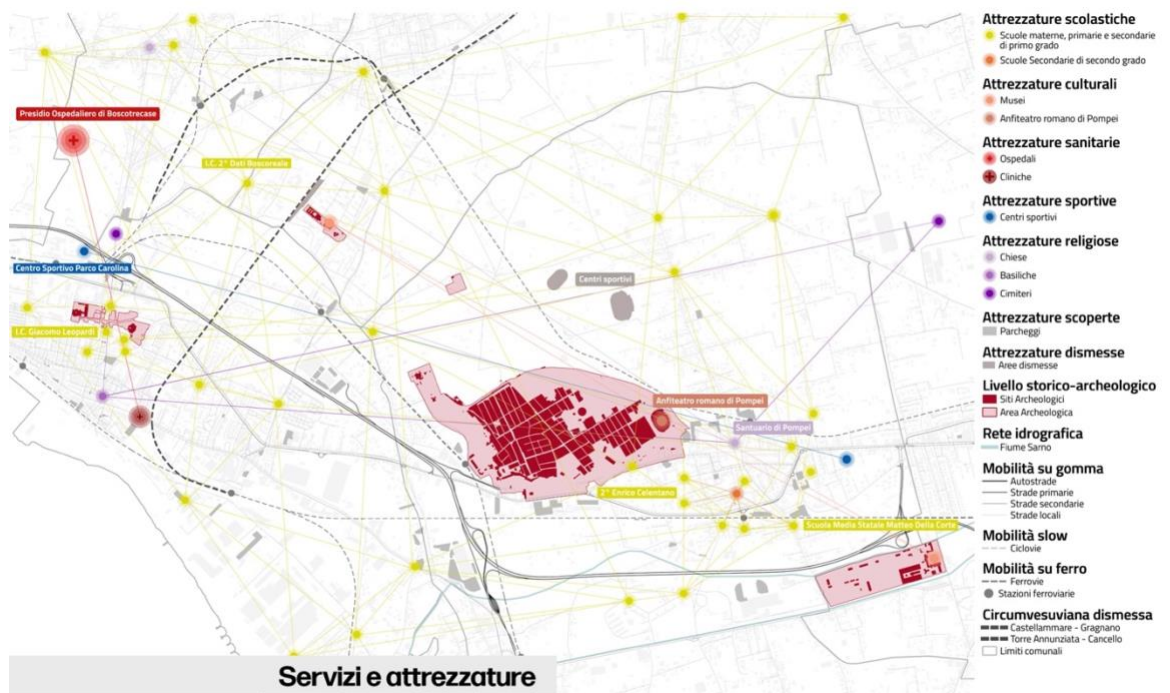 Presidio Ospedaliero di Boscotrecase
I.C. 2° Dati Boscoreale
Centro Sportivo Parco Carolina
Centri sportivi
I.C. Giacomo Leopardi
Anfiteatro romano di Pompei
Santuario di Pompei
2° Enrico Celentano
Scuola Media Statale Matteo Della Corte
Servizi e attrezzature
Attrezzature scolastiche
Scuole materne, primarie e secondarie
di primo grado
Scuole Secondarie di secondo grado
Attrezzature culturali
Musei
Anfiteatro romano di Pompei
Attrezzature sanitarie
Ospedali
Cliniche
Attrezzature sportive
Centri sportivi
Attrezzature religiose
Chiese
Basiliche
Cimiteri
Attrezzature scoperte
Parcheggi
Attrezzature dismesse
Aree dismesse
Livello storico-archeologico
Siti Archeologici
Area Archeologica
Rete idrografica
Fiume Sarno
Mobilità su gomma
Autostrade
Strade primarie
Strade secondarie
Strade locali
Mobilità slow
Ciclovie
Mobilità su ferro
Ferrovie
Stazioni ferroviarie
Circumvesuviana dismessa
Castellammare - Gragnano
Torre Annunziata - Cancello
Limiti comunali